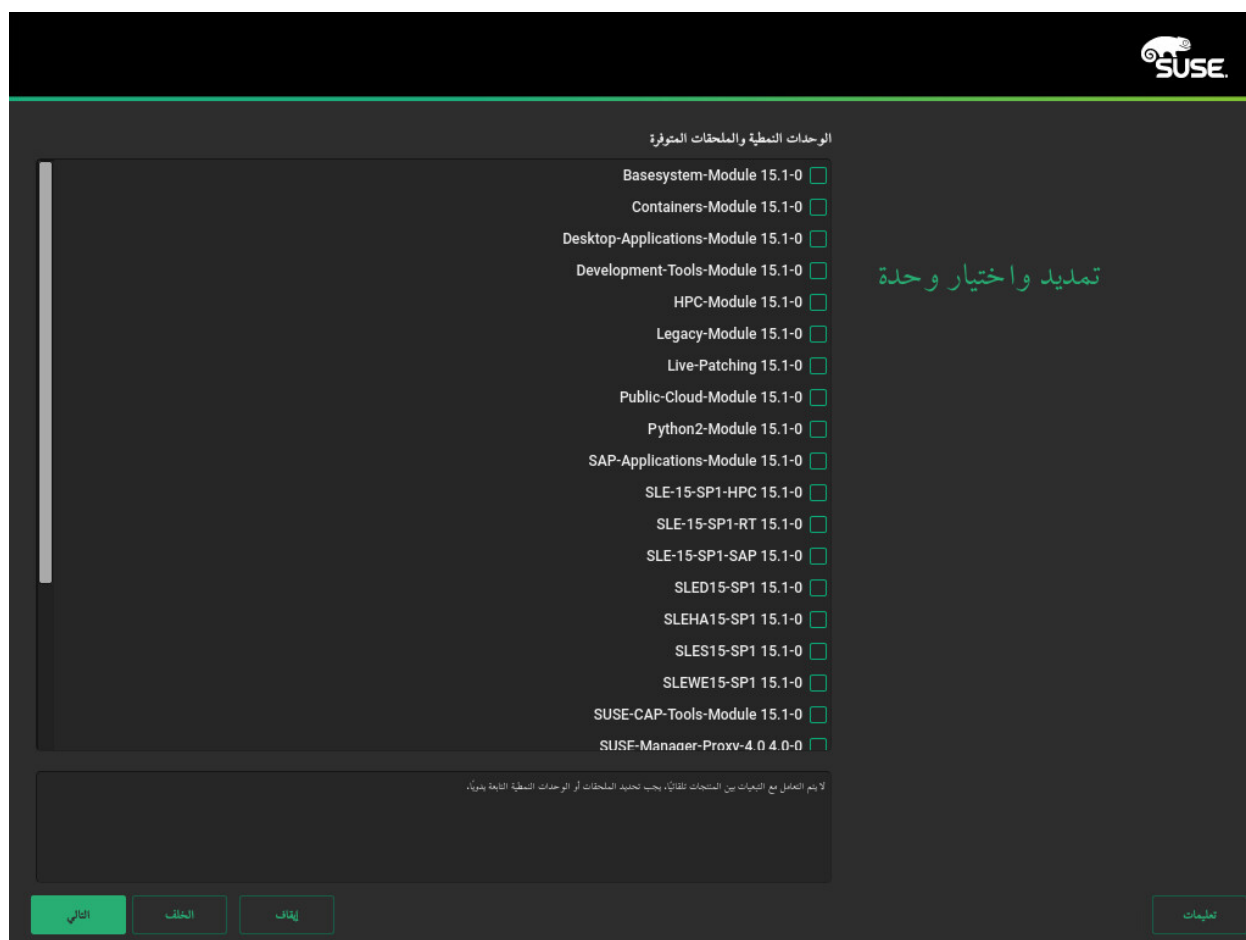 SUSE.
الوحدات النمطية والملحقات المتوفرة
Basesystem-Module 15.1-0
Containers-Module 15.1-0
Desktop-Applications-Module 15.1-0
Development-Tools-Module 15.1-0
تمديد واختيار وحدة
HPC-Module 15.1-0
Legacy-Module 15.1-0
Live-Patching 15.1-0
Public-Cloud-Module 15.1-0
Python2-Module 15.1-0
SAP-Applications-Module 15.1-0
SLE-15-SP1-HPC 15.1-0
SLE-15-SP1-RT 15.1-0
SLE-15-SP1-SAP 15.1-0
SLED15-SP1 15.1-0
SLEHA15-SP1 15.1-0
SLES15-SP1 15.1-0
SLEWE15-SP1 15.1-0
SUSE-CAP-Tools-Module 15.1-0
SUSE-Manager-Proxy-4.0 4.0-0
لا يتم التعامل مع التبعيات بين المنتجات تلقائيًا. يجب تحديد الملحقات أو الوحدات النمطية التابعة يدويًا.
تعليمات
إيقاف
الخلف
التالي